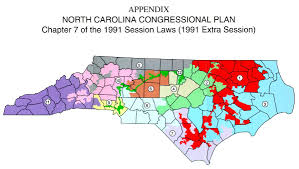 APPENDIX
NORTH CAROLINA CONGRESSIONAL PLAN
Chapter 7 of the 1991 Session Laws (1991 Extra Session)